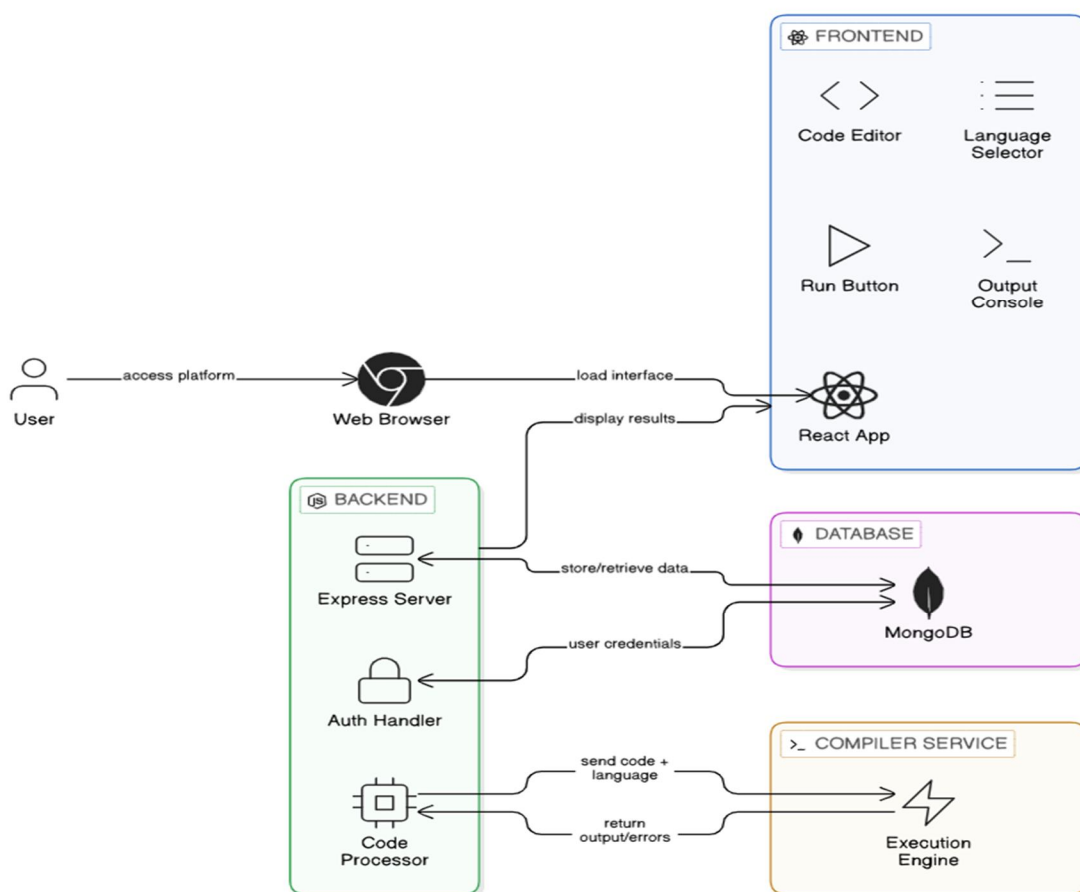 FRONTEND
Code Editor
Language
Selector
Run Button
Output
Console
access platform
load interface
User
Web Browser
display results
React App
BACKEND
DATABASE
store/retrieve data
Express Server
MongoDB
user credentials
Auth Handler
COMPILER SERVICE
send code +
language
return
output/errors
Code
Processor
Execution
Engine